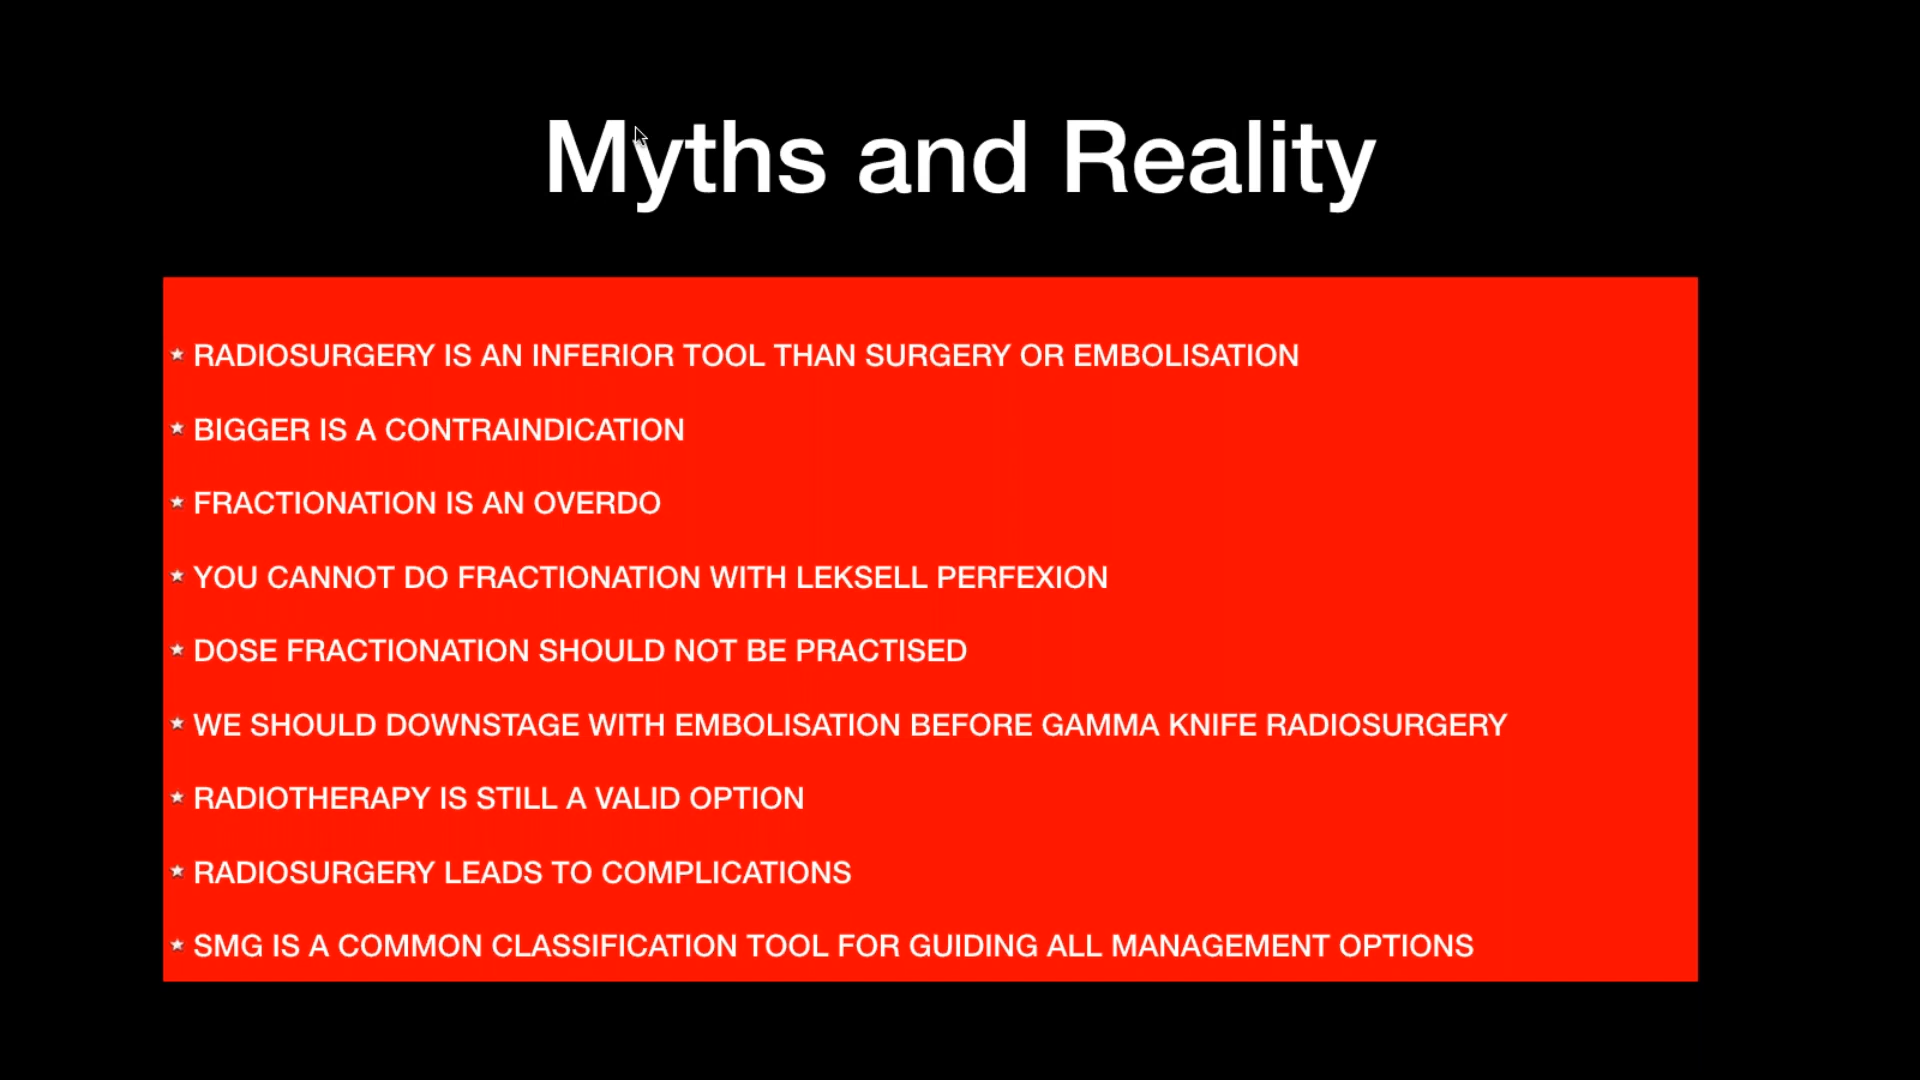 Myths and Reality
RADIOSURGERY IS AN INFERIOR TOOL THAN SURGERY OR EMBOLISATION
BIGGER IS A CONTRAINDICATION
FRACTIONATION IS AN OVERDO
YOU CANNOT DO FRACTIONATION WITH LEKSELL PERFEXION
DOSE FRACTIONATION SHOULD NOT BE PRACTISED
WE SHOULD DOWNSTAGE WITH EMBOLISATION BEFORE GAMMA KNIFE RADIOSURGERY
RADIOTHERAPY IS STILL A VALID OPTION
RADIOSURGERY LEADS TO COMPLICATIONS
SMG IS A COMMON CLASSIFICATION TOOL FOR GUIDING ALL MANAGEMENT OPTIONS